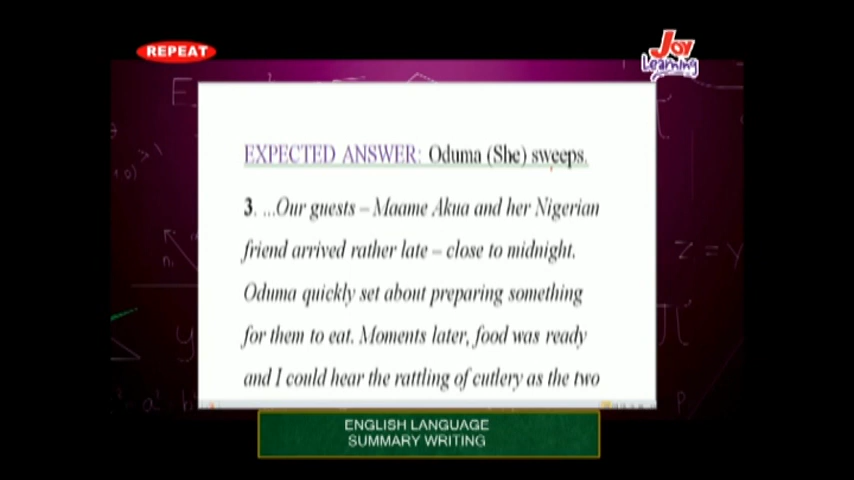 REPEAT
Joy
Learning
EXPECTED ANSWER: Oduma (She) sweeps.
3. ...Our guests – Maame Akua and her Nigerian
friend arrived rather late – close to midnight.
Oduma quickly set about preparing something
for them to eat. Moments later, food was ready
and I could hear the rattling of cutlery as the two
Z = y
ENGLISH LANGUAGE
SUMMARY WRITING